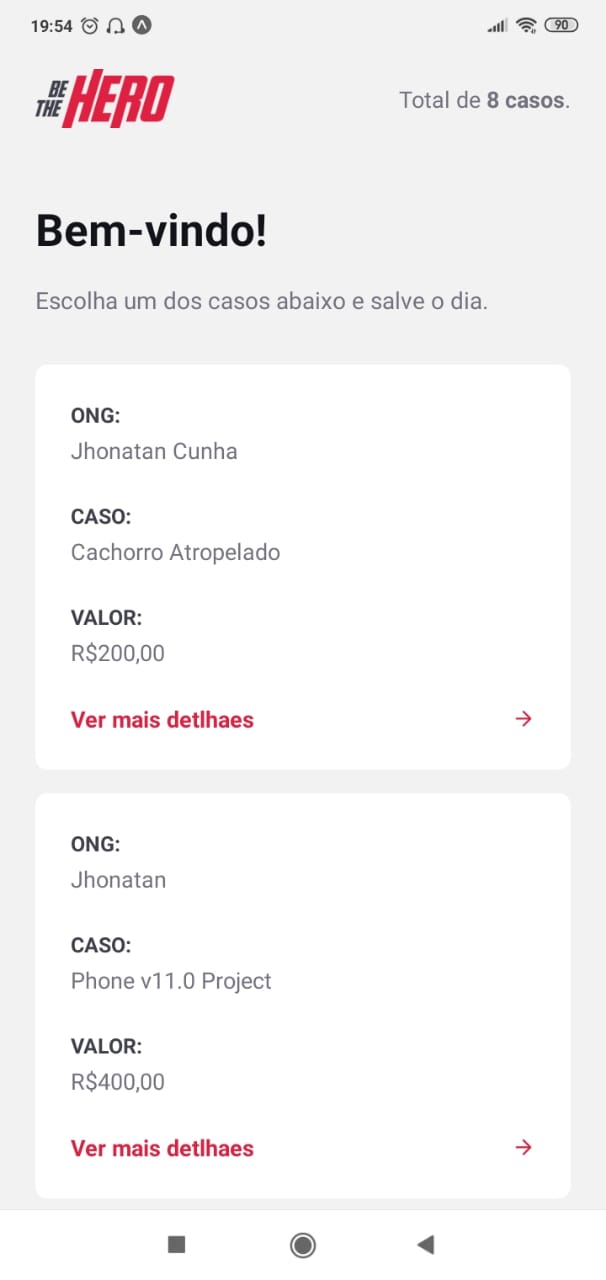 19:54
90
BE
THE HERO
Total de 8 casos.
Bem-vindo!
Escolha um dos casos abaixo e salve o dia.
ONG:
Jhonatan Cunha
CASO:
Cachorro Atropelado
VALOR:
R$200,00
Ver mais detlhaes
ONG:
Jhonatan
CASO:
Phone v11.0 Project
VALOR:
R$400,00
Ver mais detlhaes